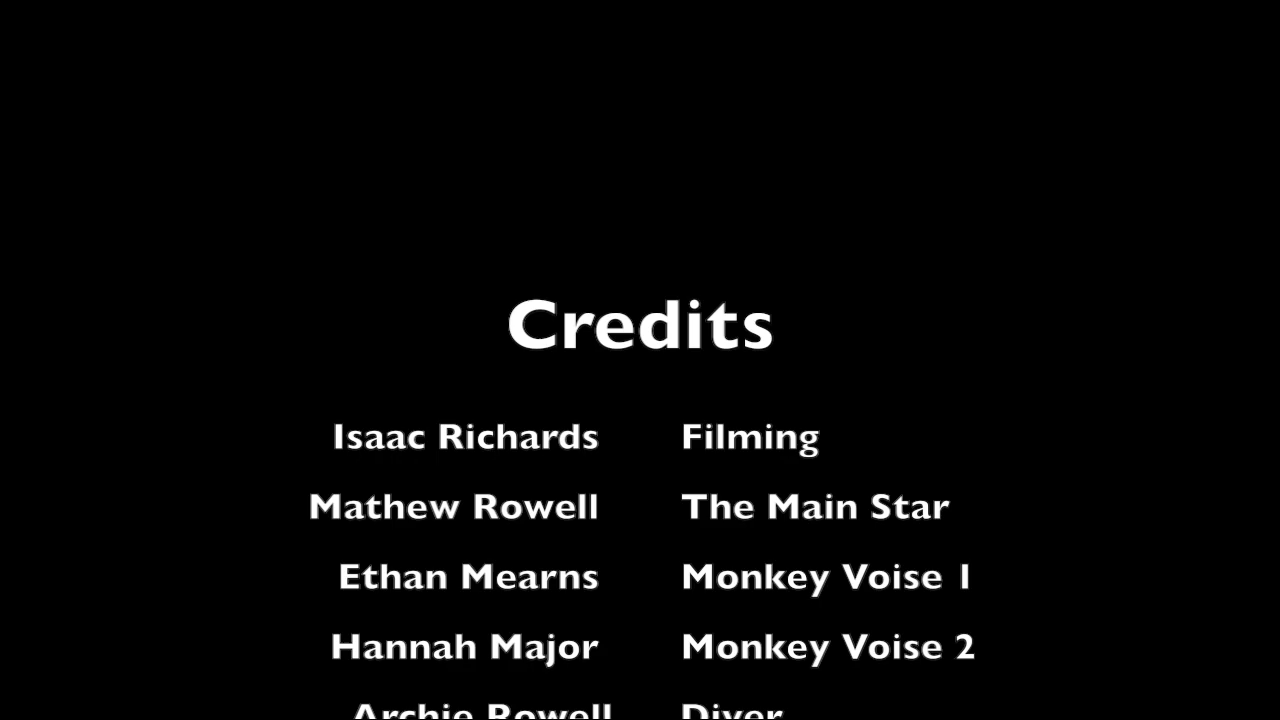 Credits
Isaac Richards Filming
Mathew Rowell The Main Star
Ethan Mearns Monkey Voise 1
Hannah Major Monkey Voise 2
Archie Rowell Diver